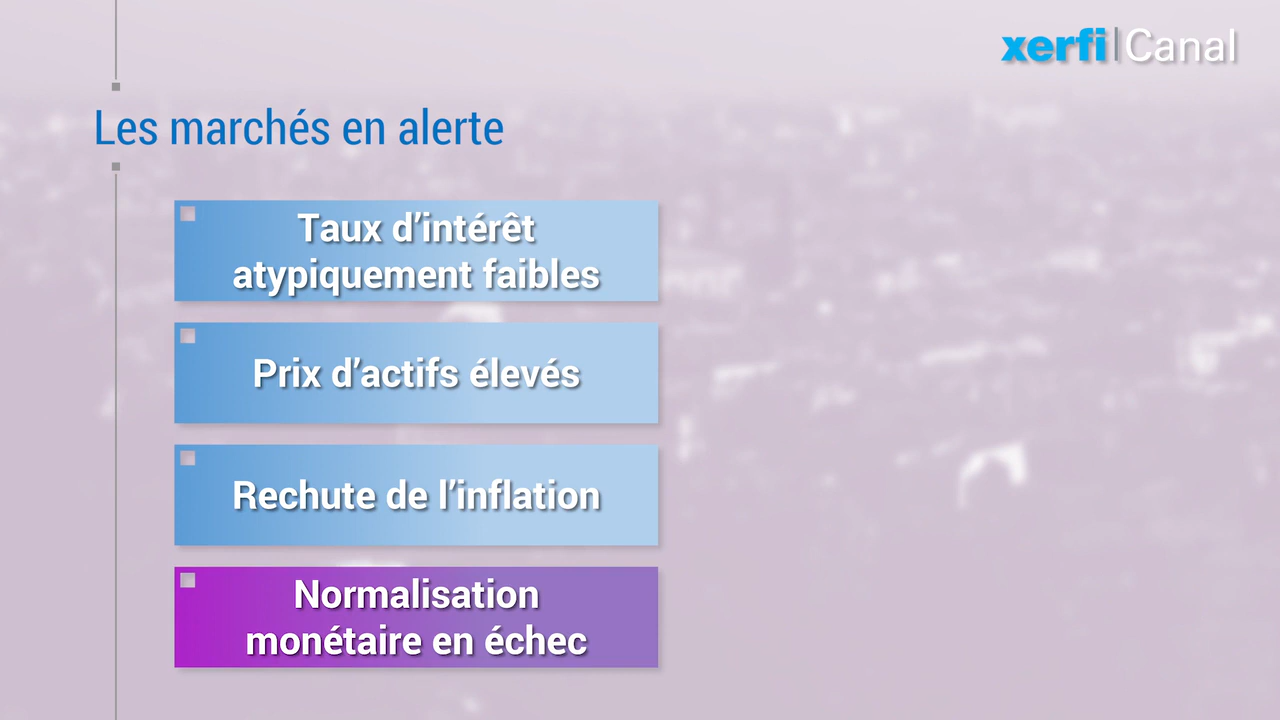 xerfi|Canal
Les marchés en alerte
Taux d’intérêt
atypiquement faibles
Prix d’actifs élevés
Rechute de l’inflation
Normalisation
monétaire en échec